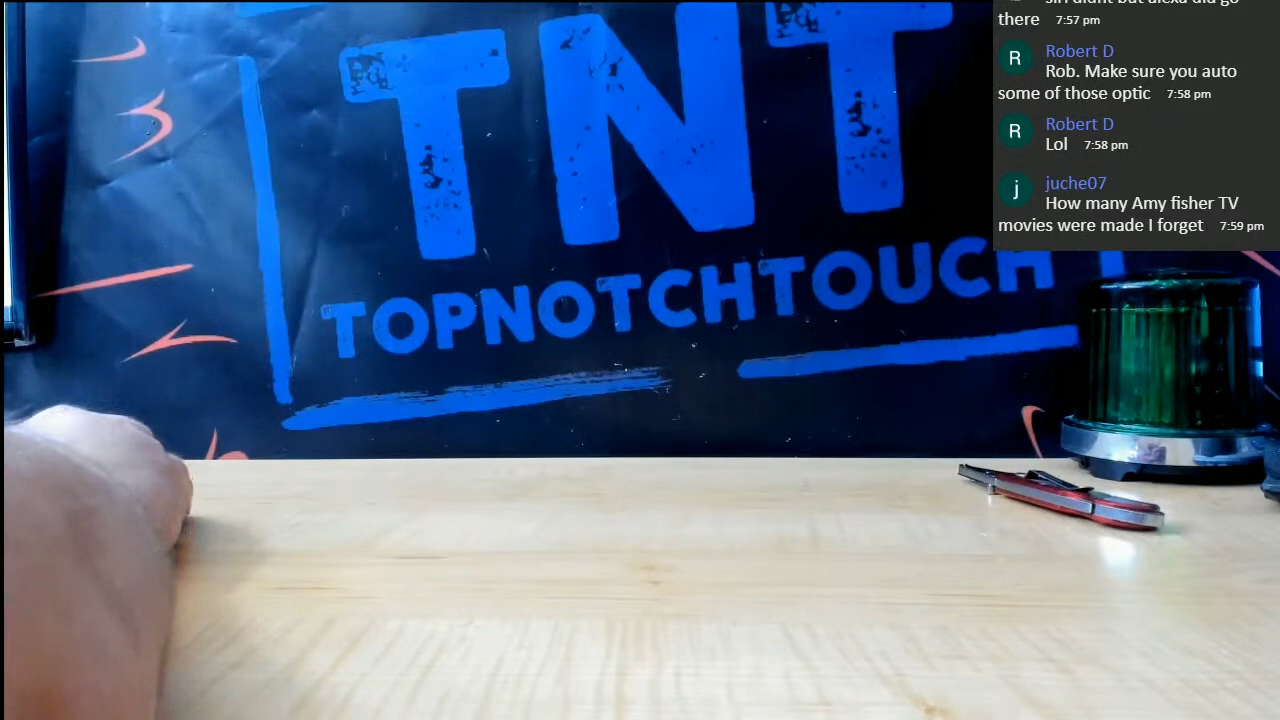 TNT
TOPNOTCHTOUCH
there 7:57 pm
R Robert D
Rob. Make sure you auto
some of those optic 7:58 pm
R Robert D
Lol 7:58 pm
j juche07
How many Amy fisher TV
movies were made I forget 7:59 pm